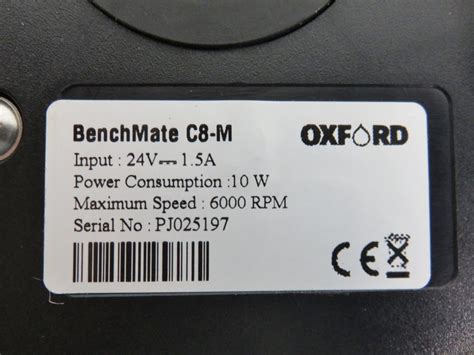 BenchMate C8-M
OXFORD
Input : 24V⎓ 1.5A
Power Consumption :10 W
Maximum Speed : 6000 RPM
Serial No : PJ025197
CE